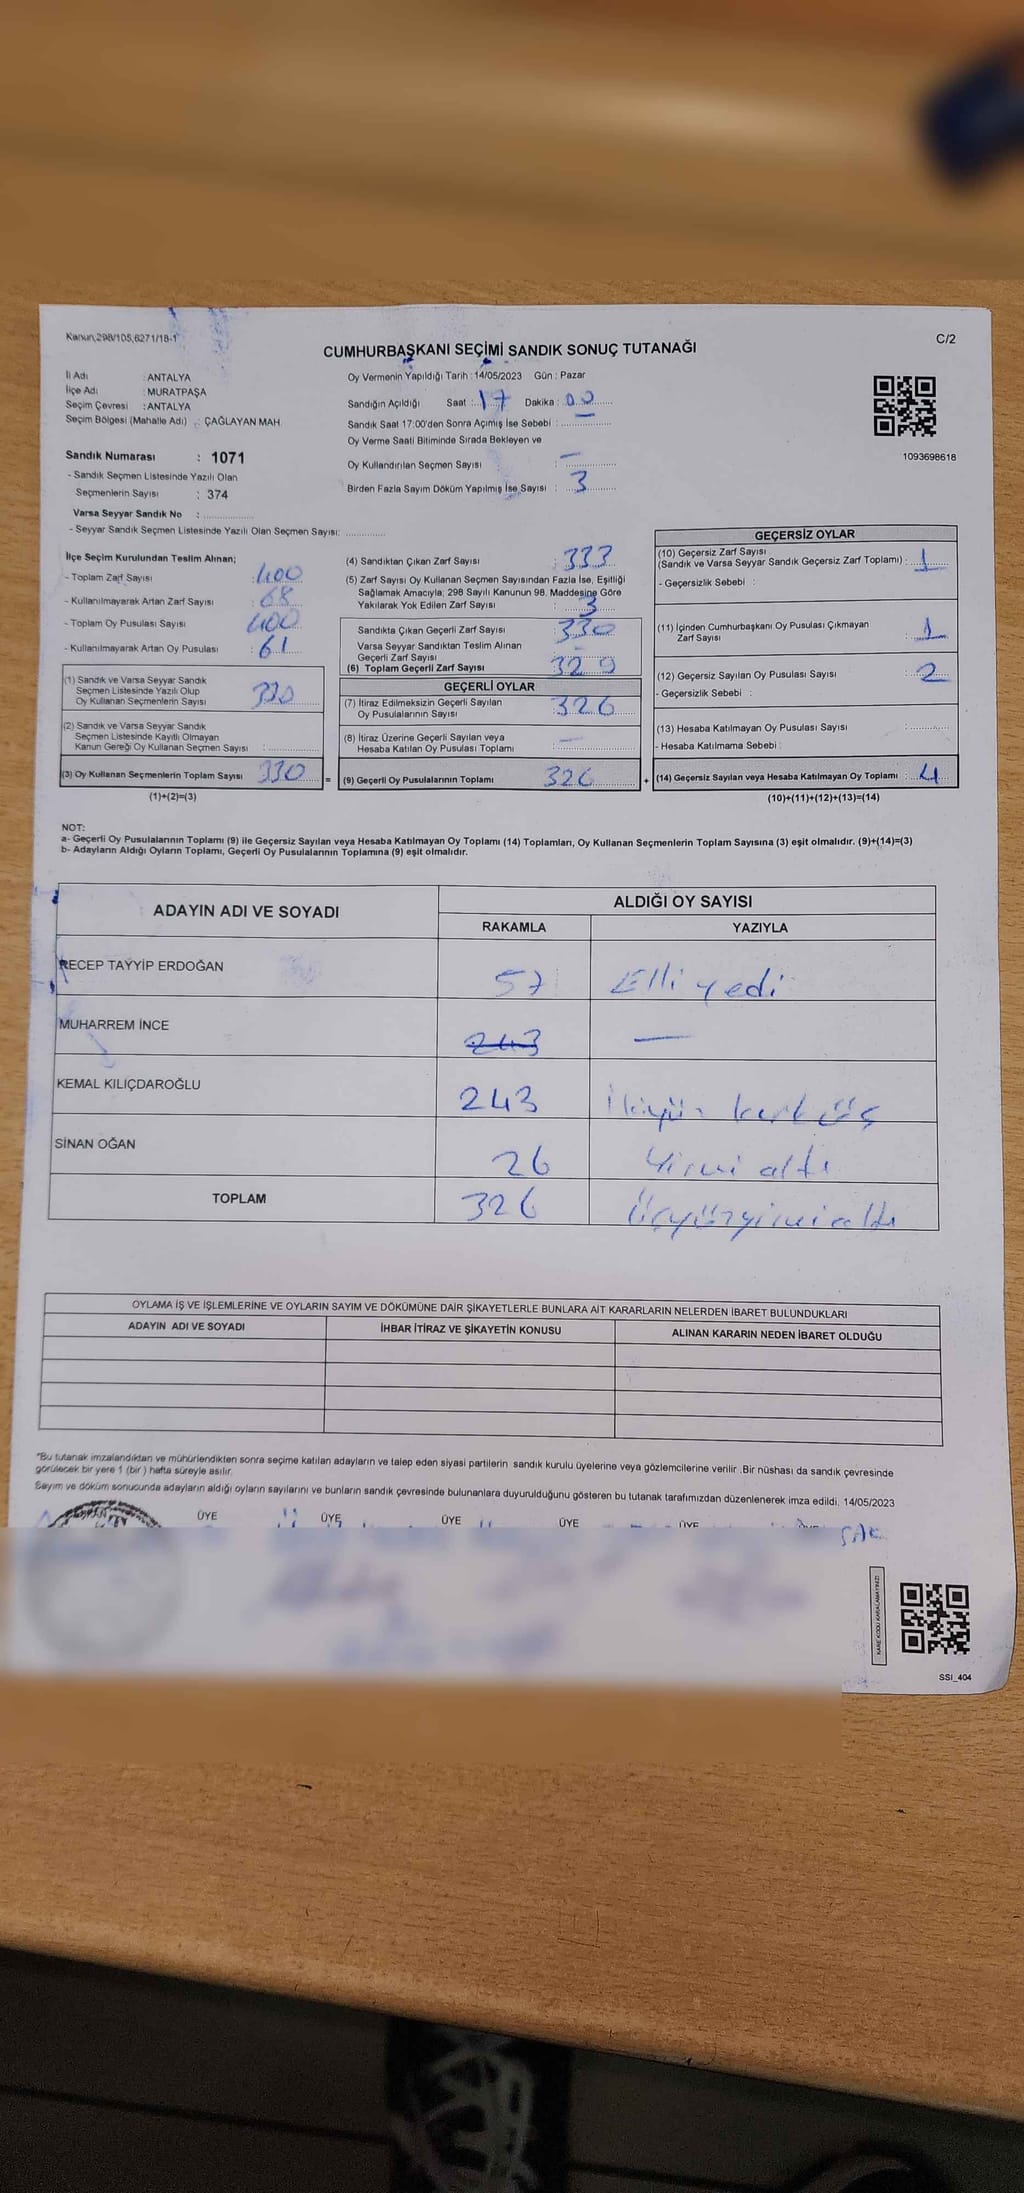 Kanun,298/105,6271/18-1
C/2
CUMHURBAŞKANI SEÇİMİ SANDIK SONUÇ TUTANAĞI
İl Adı : ANTALYA
İlçe Adı : MURATPAŞA
Seçim Çevresi : ANTALYA
Seçim Bölgesi (Mahalle Adı) : ÇAĞLAYAN MAH.
Oy Vermenin Yapıldığı Tarih : 14/05/2023 Gün : Pazar
Sandığın Açıldığı Saat : 17 Dakika : 00
Sandık Saat 17:00'den Sonra Açımış İse Sebebi : —
Oy Verme Saati Bitiminde Sırada Bekleyen ve
Oy Kullandırılan Seçmen Sayısı : —
Birden Fazla Sayım Döküm Yapılmış İse Sayısı : 3
1093698618
Sandık Numarası : 1071
- Sandık Seçmen Listesinde Yazılı Olan
Seçmenlerin Sayısı : 374
Varsa Seyyar Sandık No :
- Seyyar Sandık Seçmen Listesinde Yazılı Olan Seçmen Sayısı:
İlçe Seçim Kurulundan Teslim Alınan;
- Toplam Zarf Sayısı : 400
- Kullanılmayarak Artan Zarf Sayısı : 68
- Toplam Oy Pusulası Sayısı : 400
- Kullanılmayarak Artan Oy Pusulası : 61
(1) Sandık ve Varsa Seyyar Sandık
Seçmen Listesinde Yazılı Olup
Oy Kullanan Seçmenlerin Sayısı : 330
(2) Sandık ve Varsa Seyyar Sandık
Seçmen Listesinde Kayıtlı Olmayan
Kanun Gereği Oy Kullanan Seçmen Sayısı :
(3) Oy Kullanan Seçmenlerin Toplam Sayısı : 330
(1)+(2)=(3)
(4) Sandıktan Çıkan Zarf Sayısı : 333
(5) Zarf Sayısı Oy Kullanan Seçmen Sayısından Fazla İse, Eşitliği
Sağlamak Amacıyla; 298 Sayılı Kanunun 98. Maddesine Göre
Yakılarak Yok Edilen Zarf Sayısı : 3
Sandıkta Çıkan Geçerli Zarf Sayısı : 330
Varsa Seyyar Sandıktan Teslim Alınan
Geçerli Zarf Sayısı : —
(6) Toplam Geçerli Zarf Sayısı : 329
GEÇERLİ OYLAR
(7) İtiraz Edilmeksizin Geçerli Sayılan
Oy Pusulalarının Sayısı : 326
(8) İtiraz Üzerine Geçerli Sayılan veya
Hesaba Katılan Oy Pusulası Toplamı : —
= (9) Geçerli Oy Pusulalarının Toplamı 326
GEÇERSİZ OYLAR
(10) Geçersiz Zarf Sayısı
(Sandık ve Varsa Seyyar Sandık Geçersiz Zarf Toplamı) : 1
- Geçersizlik Sebebi :
(11) İçinden Cumhurbaşkanı Oy Pusulası Çıkmayan
Zarf Sayısı : 1
(12) Geçersiz Sayılan Oy Pusulası Sayısı : 2
- Geçersizlik Sebebi :
(13) Hesaba Katılmayan Oy Pusulası Sayısı :
- Hesaba Katılmama Sebebi :
+ (14) Geçersiz Sayılan veya Hesaba Katılmayan Oy Toplamı : 4
(10)+(11)+(12)+(13)=(14)
NOT:
a- Geçerli Oy Pusulalarının Toplamı (9) ile Geçersiz Sayılan veya Hesaba Katılmayan Oy Toplamı (14) Toplamları, Oy Kullanan Seçmenlerin Toplam Sayısına (3) eşit olmalıdır. (9)+(14)=(3)
b- Adayların Aldığı Oyların Toplamı, Geçerli Oy Pusulalarının Toplamına (9) eşit olmalıdır.
ADAYIN ADI VE SOYADI
ALDIĞI OY SAYISI
RAKAMLA YAZIYLA
RECEP TAYYİP ERDOĞAN 57 Elli yedi
MUHARREM İNCE 243 —
KEMAL KILIÇDAROĞLU 243 İkiyüz kırk üç
SİNAN OĞAN 26 Yirmi altı
TOPLAM 326 Üçyüzyirmialtı
OYLAMA İŞ VE İŞLEMLERİNE VE OYLARIN SAYIM VE DÖKÜMÜNE DAİR ŞİKAYETLERLE BUNLARA AİT KARARLARIN NELERDEN İBARET BULUNDUKLARI
ADAYIN ADI VE SOYADI İHBAR İTİRAZ VE ŞİKAYETİN KONUSU ALINAN KARARIN NEDEN İBARET OLDUĞU
*Bu tutanak imzalandıktan ve mühürlendikten sonra seçime katılan adayların ve talep eden siyasi partilerin sandık kurulu üyelerine veya gözlemcilerine verilir .Bir nüshası da sandık çevresinde
görülecek bir yere 1 (bir ) hafta süreyle asılır.
Sayım ve döküm sonucunda adayların aldığı oyların sayılarını ve bunların sandık çevresinde bulunanlara duyurulduğunu gösteren bu tutanak tarafımızdan düzenlenerek imza edildi. 14/05/2023
ÜYE ÜYE ÜYE ÜYE ÜYE
KARE KODU KARALAMAYINIZ!
SSI_404